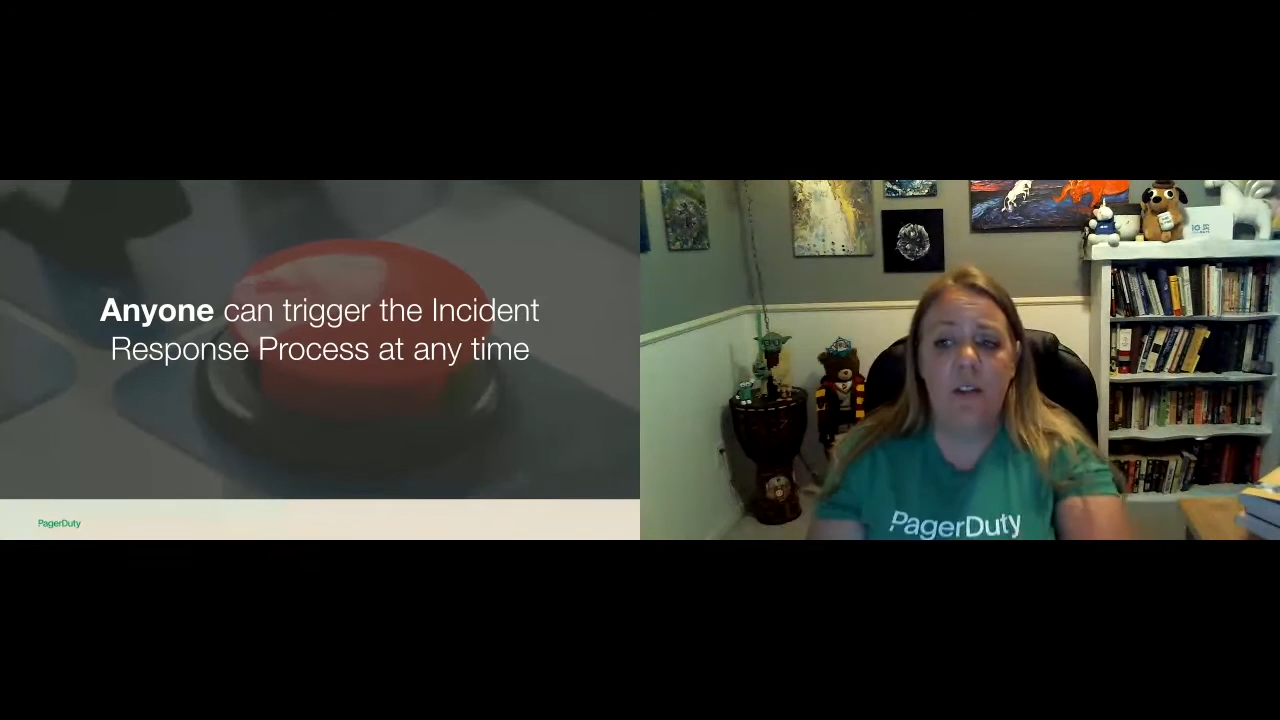 Anyone can trigger the Incident
Response Process at any time
PagerDuty
PagerDuty